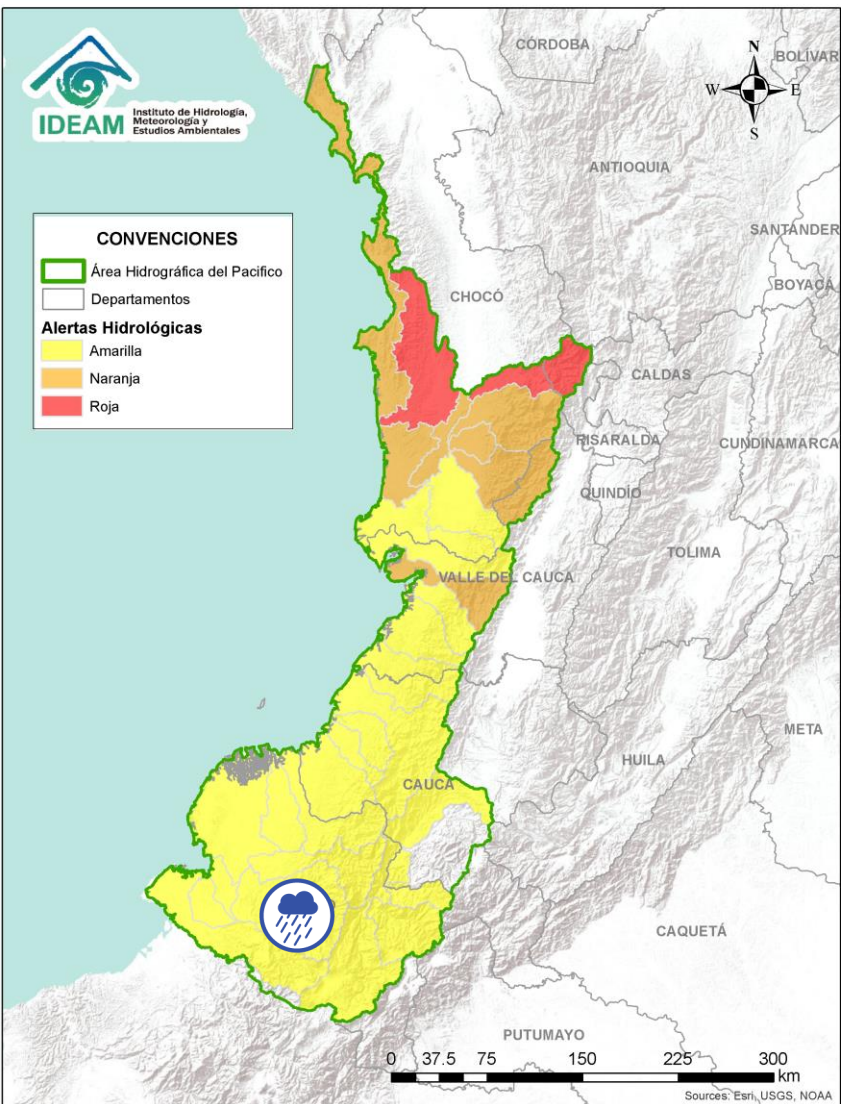 IDEAM
Instituto de Hidrología,
Meteorología y
Estudios Ambientales
CÓRDOBA
BOLÍVAR
N
W
E
S
ANTIOQUIA
SANTANDER
BOYACÁ
CONVENCIONES
Área Hidrográfica del Pacifico
Departamentos
Alertas Hidrológicas
Amarilla
Naranja
Roja
CHOCÓ
CALDAS
RISARALDA
CUNDINAMARCA
QUINDÍO
TOLIMA
VALLE DEL CAUCA
META
HUILA
CAUCA
CAQUETÁ
PUTUMAYO
0 37.5 75 150 225 300
km
Sources: Esri, USGS, NOAA